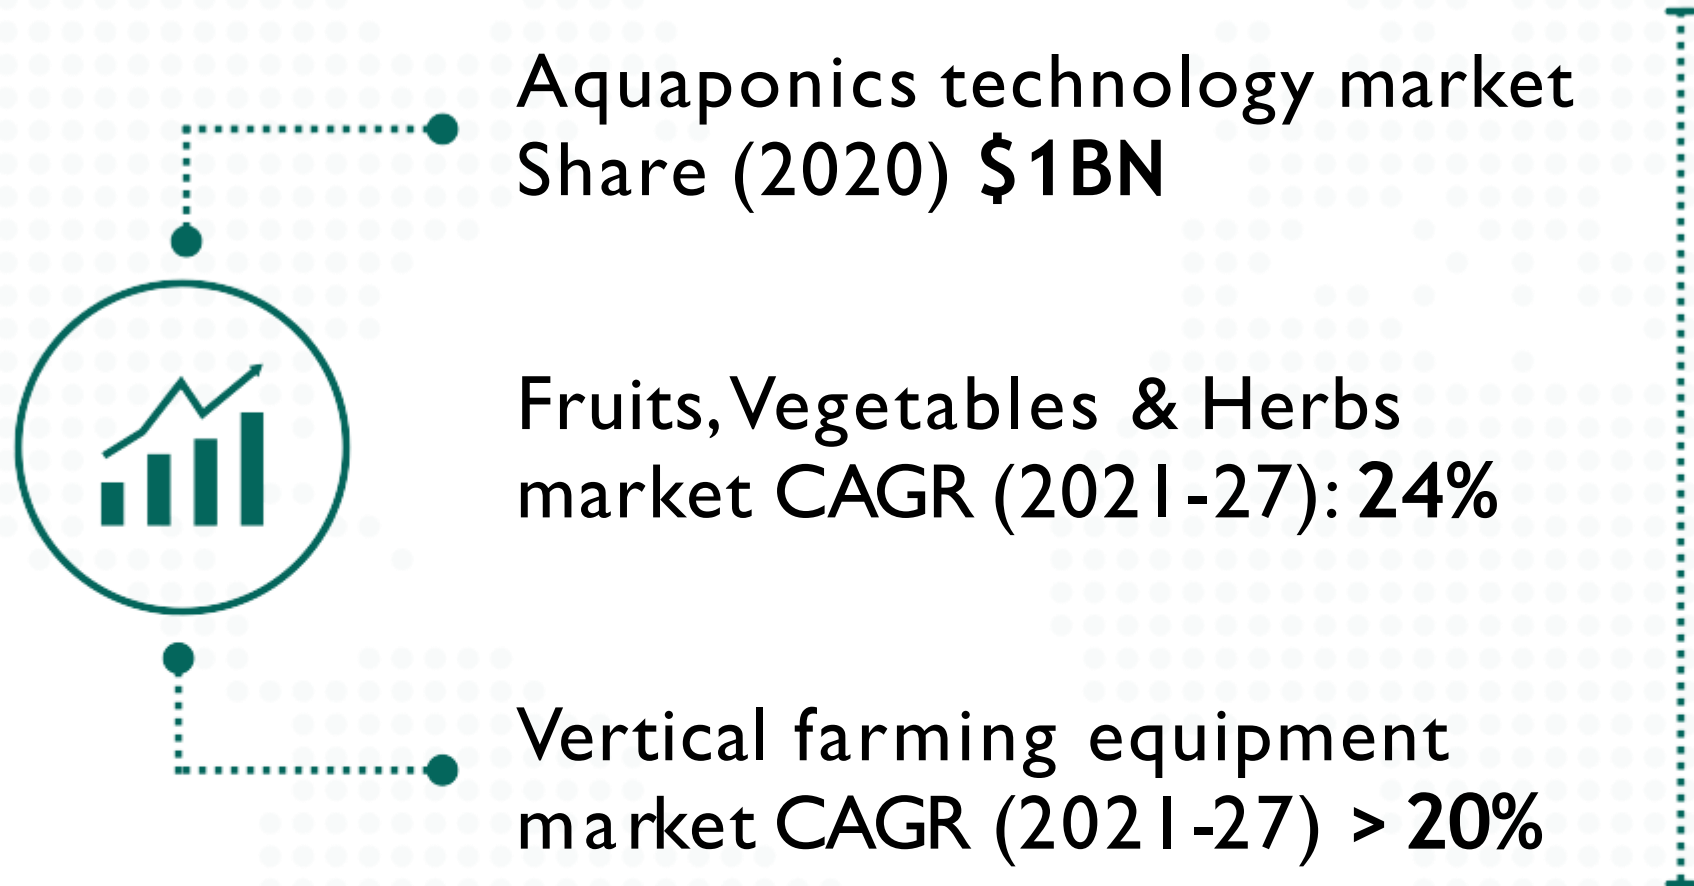 Aquaponics technology market
Share (2020) $1BN
Fruits, Vegetables & Herbs
market CAGR (2021-27): 24%
Vertical farming equipment
market CAGR (2021-27) > 20%